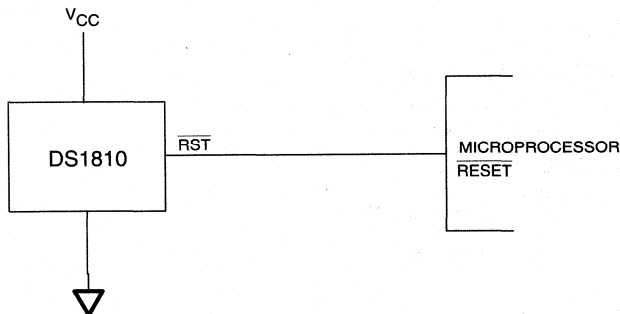 VCC
DS1810
RST
MICROPROCESSOR
RESET